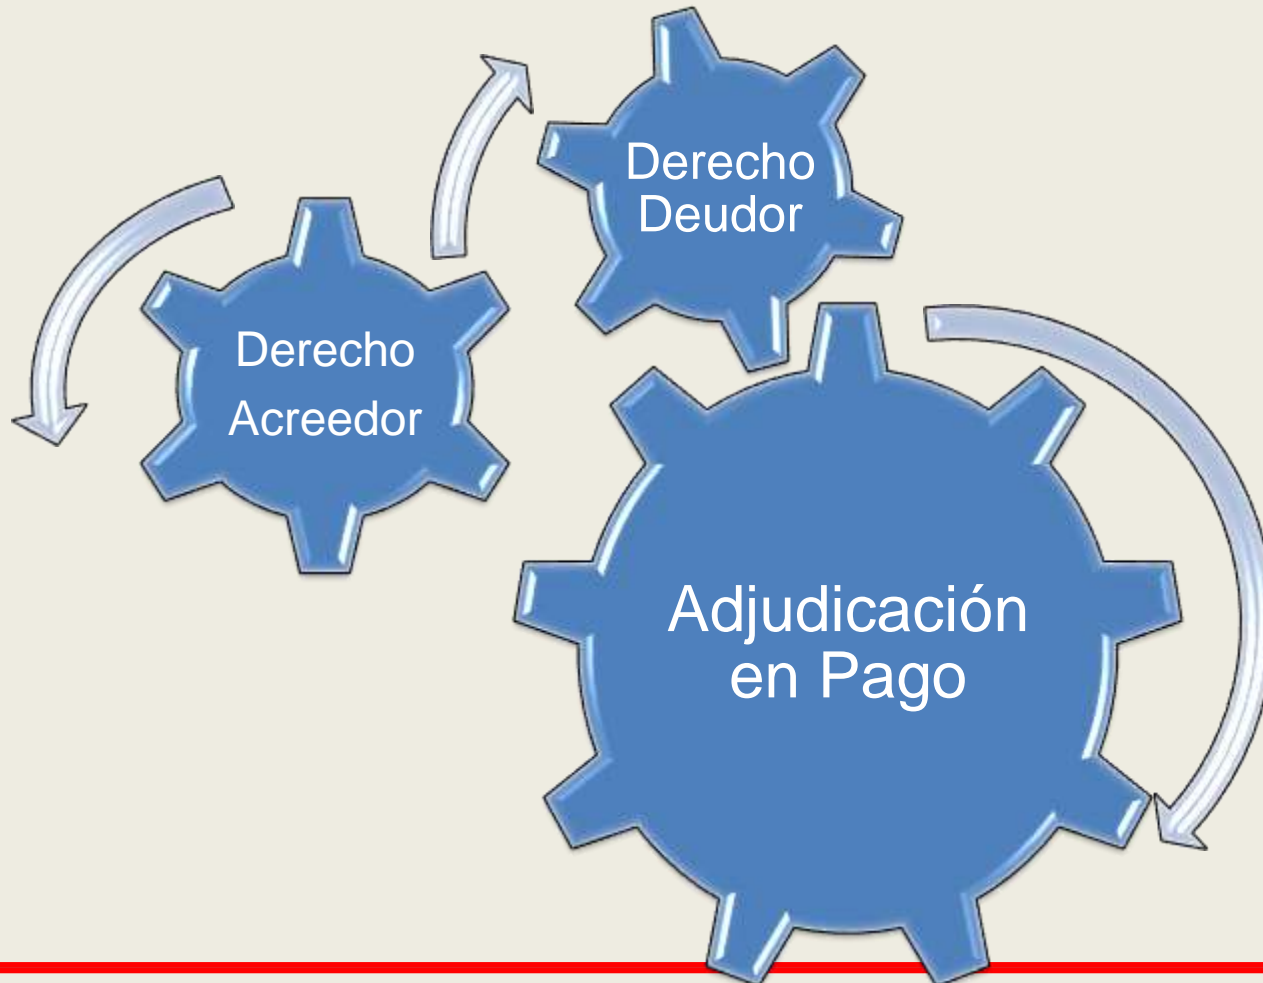 Derecho
Deudor
Derecho
Acreedor
Adjudicación
en Pago